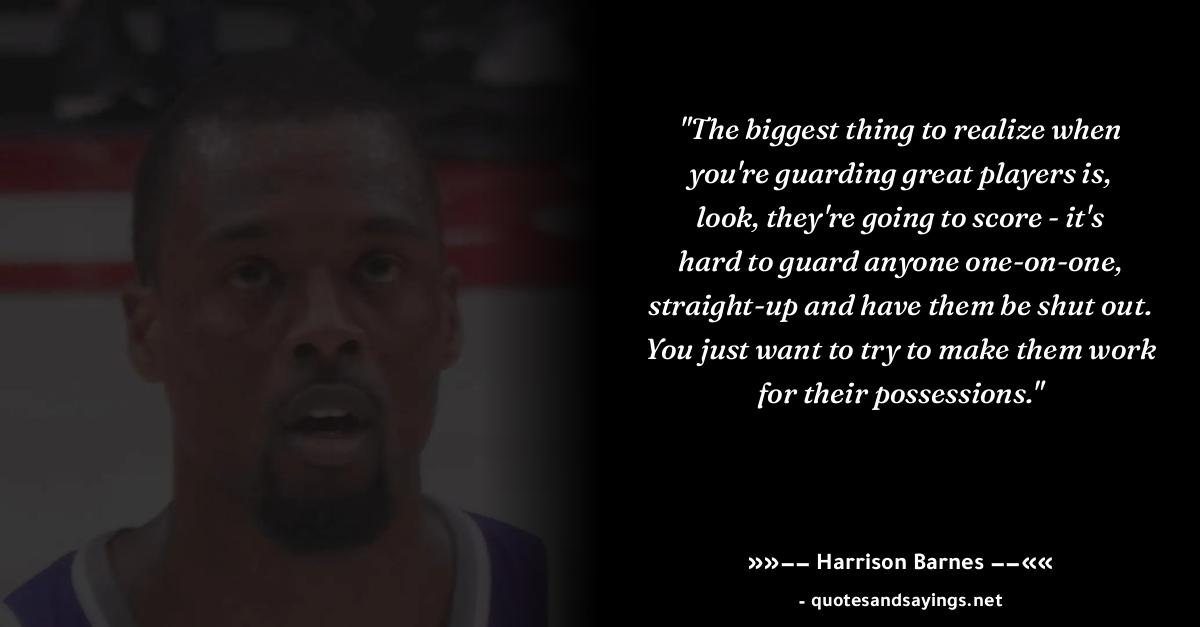 "The biggest thing to realize when
you're guarding great players is,
look, they're going to score - it's
hard to guard anyone one-on-one,
straight-up and have them be shut out.
You just want to try to make them work
for their possessions."
»»−− Harrison Barnes −−««
- quotesandsayings.net